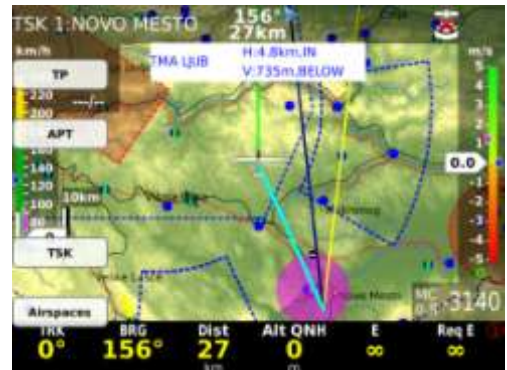 TSK 1:NOVO MESTO
156°
27km
km/h
m/s
TMA LJUB
H:4.8km,IN
V:735m,BELOW
TP
220
200
APT
140
120
100
80
10km
TSK
Airspaces
5
4
3
2
1
0.0
-1
-2
-3
-4
-5
MC
3140
TRK
BRG
Dist
Alt QNH
E
Req E
0°
156°
27
0
∞
∞
km
m